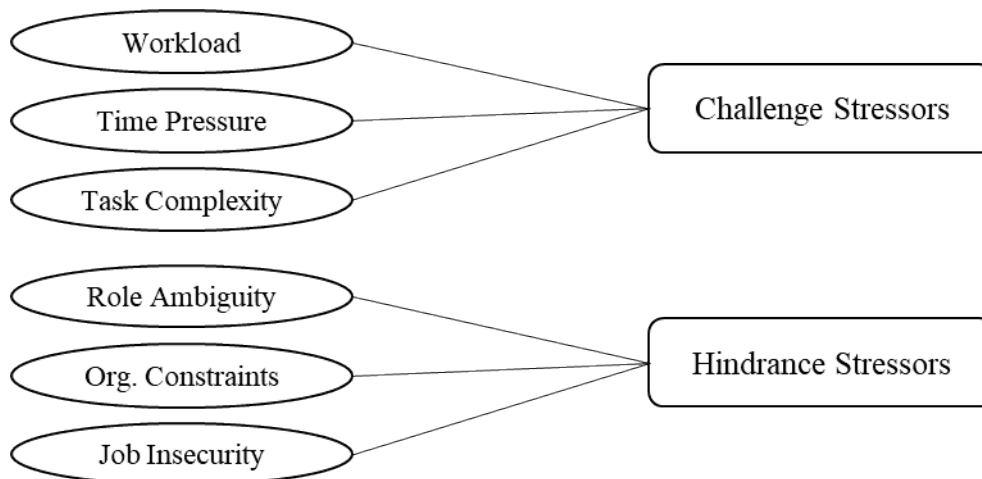 Workload
Time Pressure
Task Complexity
Challenge Stressors
Role Ambiguity
Org. Constraints
Job Insecurity
Hindrance Stressors